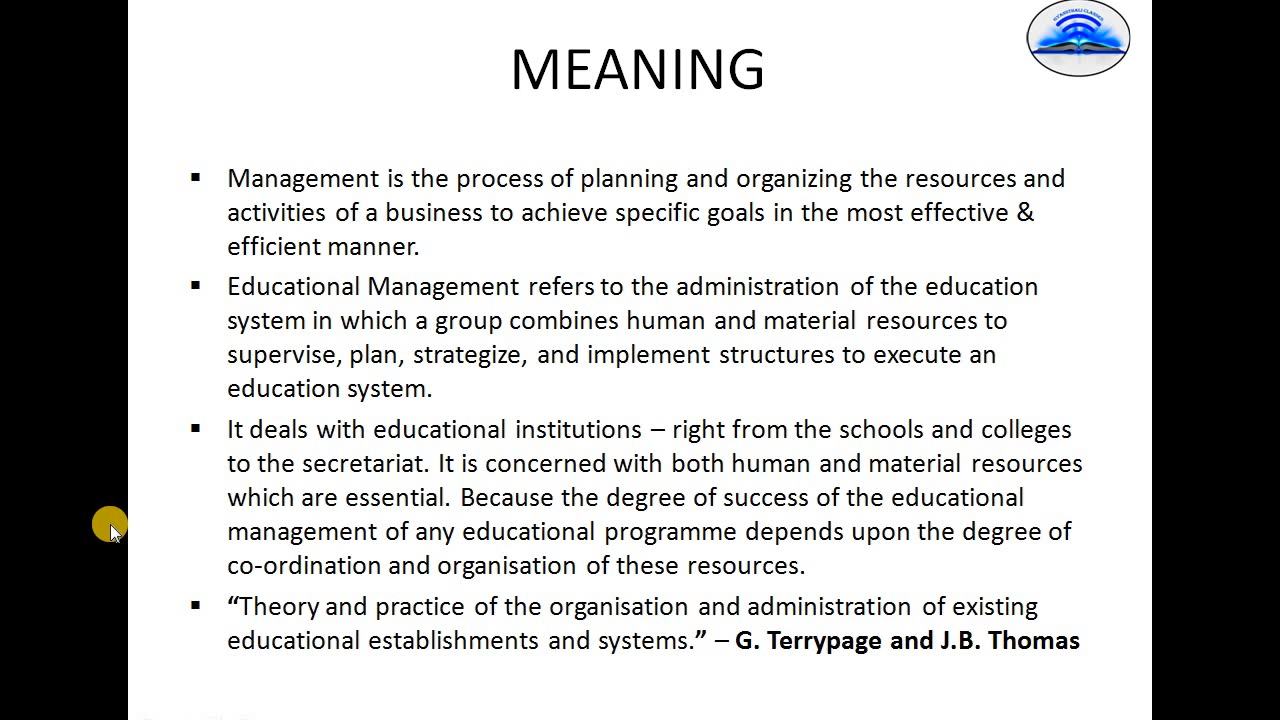 MEANING
▪ Management is the process of planning and organizing the resources and
activities of a business to achieve specific goals in the most effective &
efficient manner.
▪ Educational Management refers to the administration of the education
system in which a group combines human and material resources to
supervise, plan, strategize, and implement structures to execute an
education system.
▪ It deals with educational institutions – right from the schools and colleges
to the secretariat. It is concerned with both human and material resources
which are essential. Because the degree of success of the educational
management of any educational programme depends upon the degree of
co-ordination and organisation of these resources.
▪ “Theory and practice of the organisation and administration of existing
educational establishments and systems.” – G. Terrypage and J.B. Thomas